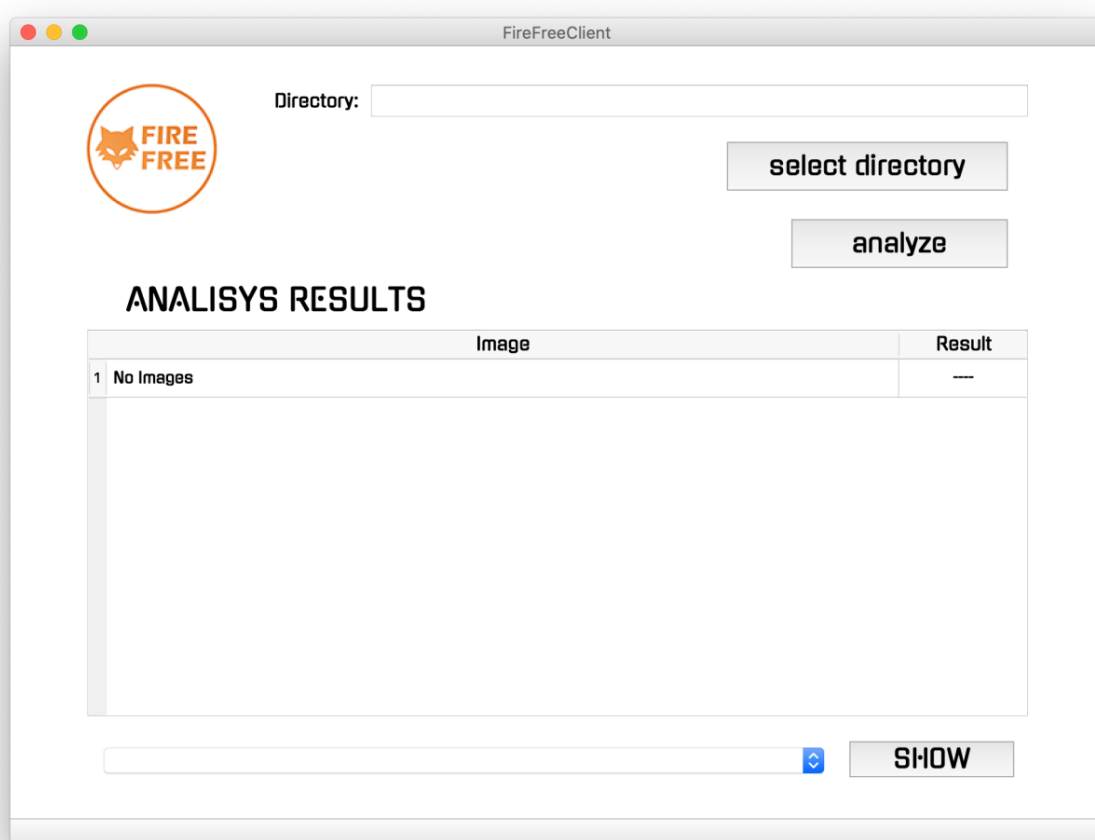 FireFreeClient
FIRE
FREE
Directory:
select directory
analyze
ANALISYS RESULTS
Image Result
1 No Images ----
SHOW